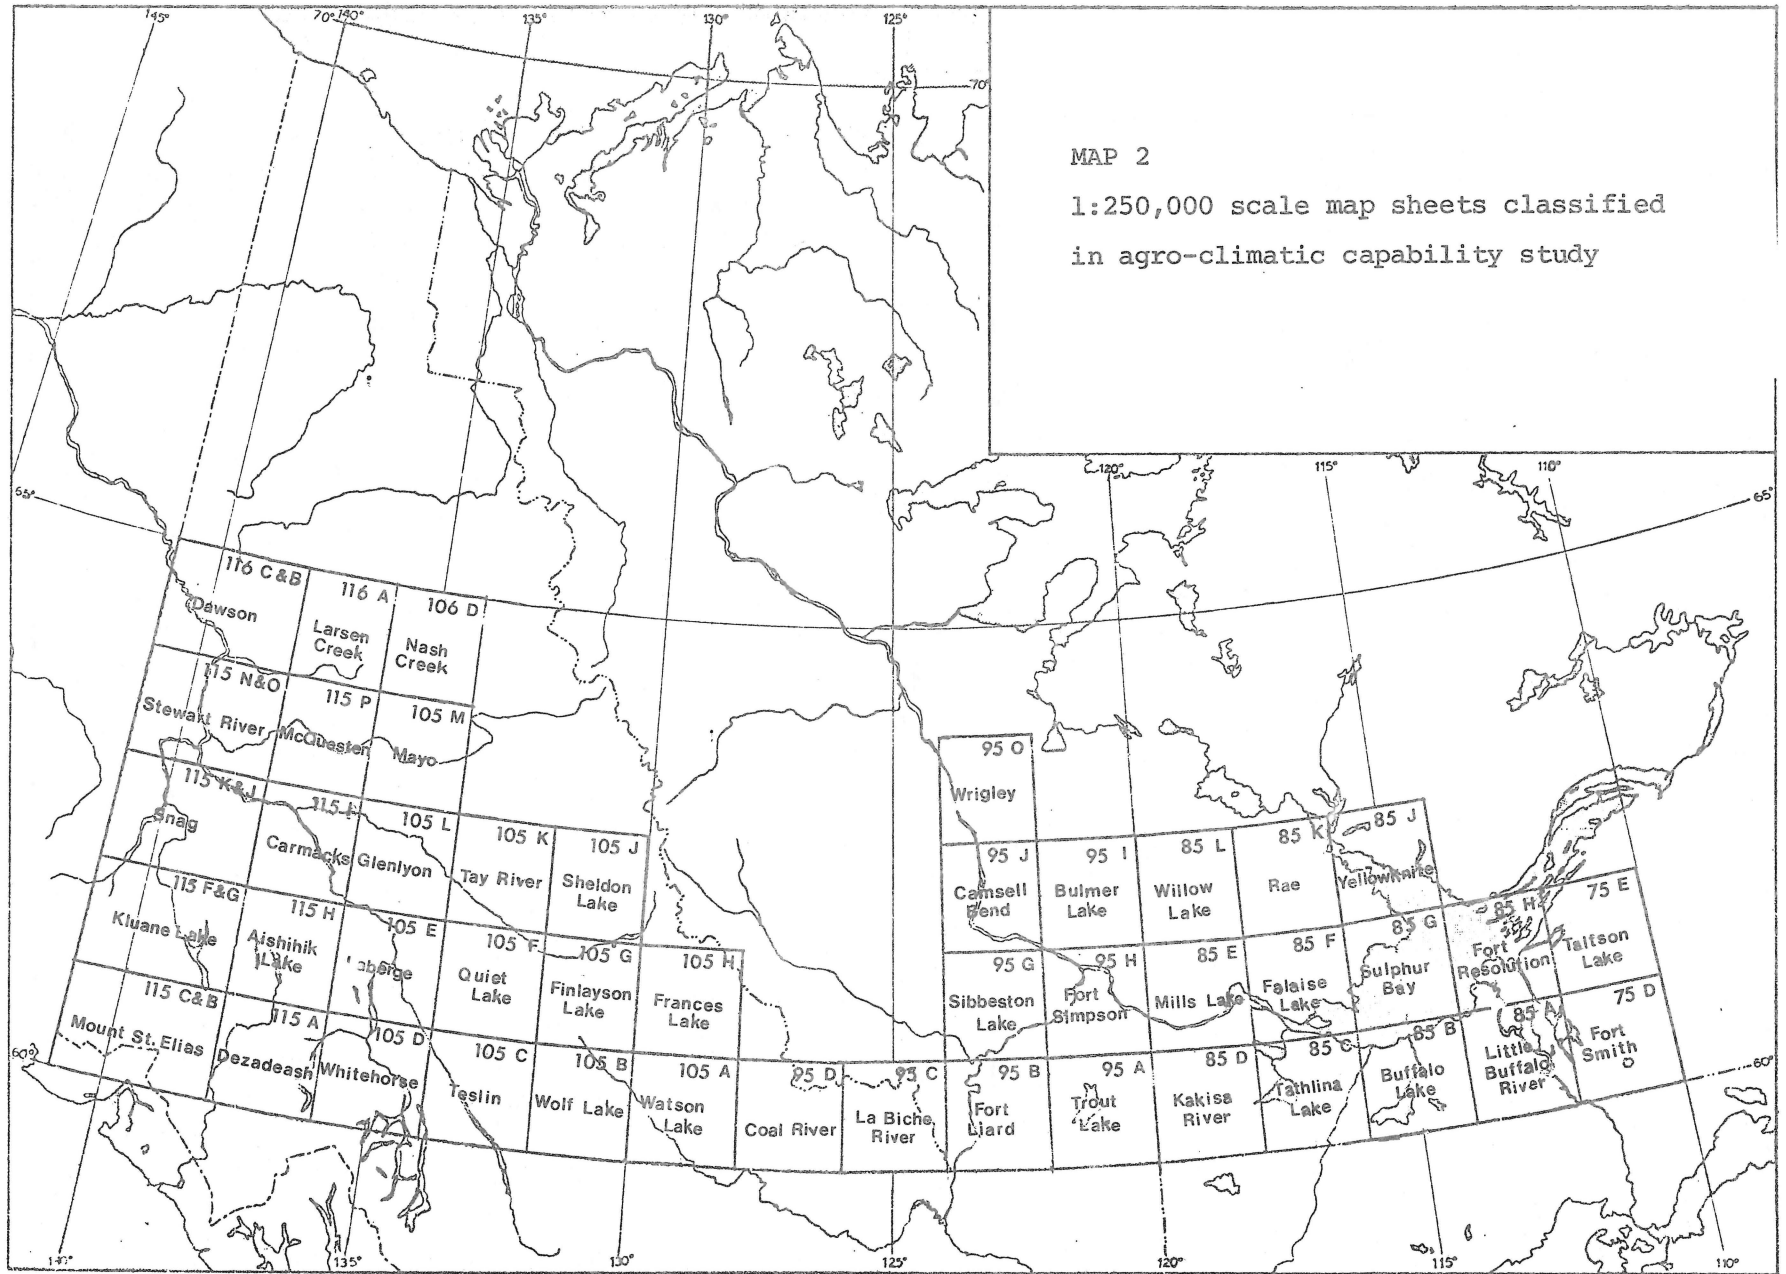 145°
70°
140°
135°
130°
125°
70°
MAP 2
1:250,000 scale map sheets classified
in agro-climatic capability study
120°
115°
110°
65°
65°
116 C&B
Dawson
116 A
Larsen
Creek
106 D
Nash
Creek
115 N&O
Stewart River
115 P
McQuesten
105 M
Mayo
115 K&J
Snag
115 I
Carmacks
105 L
Glenlyon
105 K
Tay River
105 J
Sheldon
Lake
95 O
Wrigley
95 J
Camsell
Bend
95 I
Bulmer
Lake
85 L
Willow
Lake
85 K
Rae
85 J
Yellowknife
115 F&G
Kluane Lake
115 H
Aishihik
Lake
105 E
aberge
105 F
Quiet
Lake
105 G
Finlayson
Lake
105 H
Frances
Lake
95 G
Sibbeston
Lake
95 H
Fort
Simpson
85 E
Mills Lake
85 F
Falaise
Lake
85 G
Sulphur
Bay
85 H
Fort
Resolution
75 E
Taltson
Lake
115 C&B
Mount St. Elias
115 A
Dezadeash
105 D
Whitehorse
105 C
Teslin
105 B
Wolf Lake
105 A
Watson
Lake
95 D
Coal River
95 C
La Biche
River
95 B
Fort
Liard
95 A
Trout
Lake
85 D
Kakisa
River
85 C
Tathlina
Lake
85 B
Buffalo
Lake
85 A
Little
Buffalo
River
75 D
Fort
Smith
60°
60°
140°
135°
130°
125°
120°
115°
110°